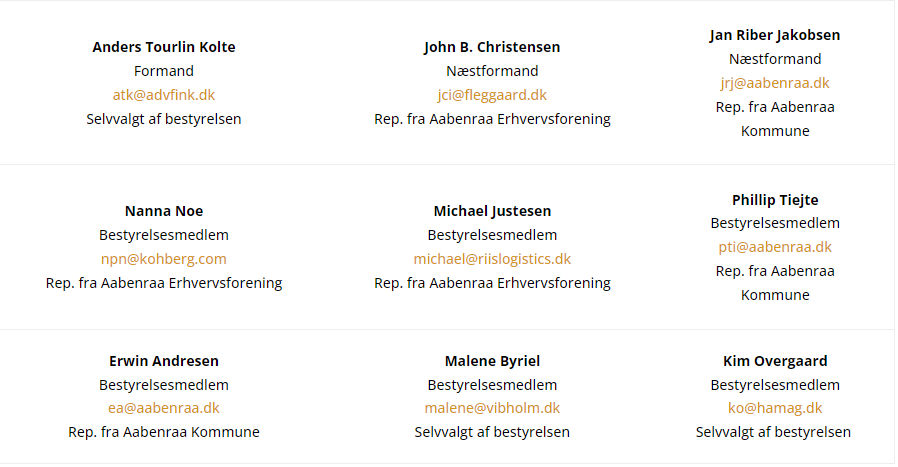 Anders Tourlin Kolte
Formand
atk@advfink.dk
Selvvalgt af bestyrelsen
John B. Christensen
Næstformand
jci@fleggaard.dk
Rep. fra Aabenraa Erhvervsforening
Jan Riber Jakobsen
Næstformand
jrj@aabenraa.dk
Rep. fra Aabenraa
Kommune
Nanna Noe
Bestyrelsesmedlem
npn@kohberg.com
Rep. fra Aabenraa Erhvervsforening
Michael Justesen
Bestyrelsesmedlem
michael@riislogistics.dk
Rep. fra Aabenraa Erhvervsforening
Phillip Tiejte
Bestyrelsesmedlem
pti@aabenraa.dk
Rep. fra Aabenraa
Kommune
Erwin Andresen
Bestyrelsesmedlem
ea@aabenraa.dk
Rep. fra Aabenraa Kommune
Malene Byriel
Bestyrelsesmedlem
malene@vibholm.dk
Selvvalgt af bestyrelsen
Kim Overgaard
Bestyrelsesmedlem
ko@hamag.dk
Selvvalgt af bestyrelsen